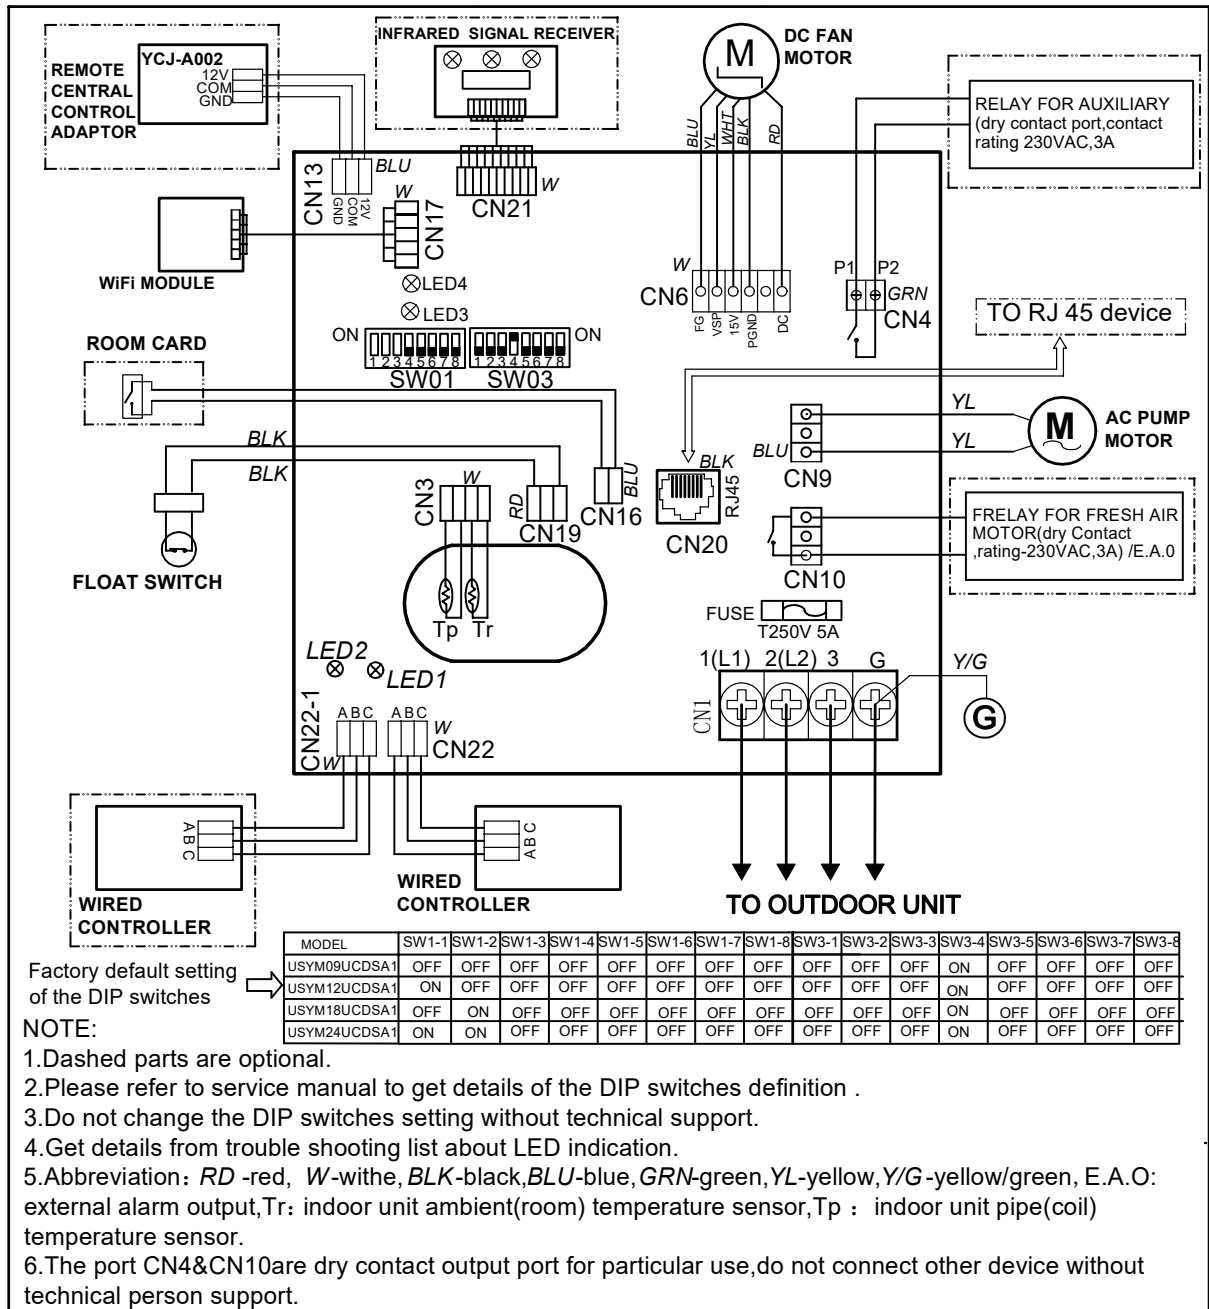 YCJ-A002
12V
COM
GND
REMOTE
CENTRAL
CONTROL
ADAPTOR
INFRARED SIGNAL RECEIVER
M
DC FAN
MOTOR
RELAY FOR AUXILIARY
(dry contact port,contact
rating 230VAC,3A
BLU
YL
WHT
BLK
RD
CN13
BLU
GND
COM
12V
W
CN17
CN21
W
WiFi MODULE
LED4
LED3
W
CN6
FG
VSP
15V
PGND
DC
P1 P2
GRN
CN4
TO RJ 45 device
ROOM CARD
ON
1 2 3 4 5 6 7 8
SW01
1 2 3 4 5 6 7 8
SW03
ON
BLK
BLK
FLOAT SWITCH
CN3
W
RD
CN19
CN16
BLU
BLK
RJ45
CN20
YL
YL
BLU
CN9
M
AC PUMP
MOTOR
CN10
FRELAY FOR FRESH AIR
MOTOR(dry Contact
,rating-230VAC,3A) /E.A.0
Tp Tr
FUSE
T250V 5A
1(L1) 2(L2) 3 G
CN1
Y/G
G
LED2
LED1
CN22-1
W
A B C
A B C
W
CN22
A
B
C
WIRED
CONTROLLER
A B C
WIRED
CONTROLLER
TO OUTDOOR UNIT
MODEL SW1-1 SW1-2 SW1-3 SW1-4 SW1-5 SW1-6 SW1-7 SW1-8 SW3-1 SW3-2 SW3-3 SW3-4 SW3-5 SW3-6 SW3-7 SW3-8
USYM09UCDSA1 OFF OFF OFF OFF OFF OFF OFF OFF OFF OFF OFF ON OFF OFF OFF OFF
USYM12UCDSA1 ON OFF OFF OFF OFF OFF OFF OFF OFF OFF OFF ON OFF OFF OFF OFF
USYM18UCDSA1 OFF ON OFF OFF OFF OFF OFF OFF OFF OFF OFF ON OFF OFF OFF OFF
USYM24UCDSA1 ON ON OFF OFF OFF OFF OFF OFF OFF OFF OFF ON OFF OFF OFF OFF
Factory default setting
of the DIP switches
NOTE:
1.Dashed parts are optional.
2.Please refer to service manual to get details of the DIP switches definition .
3.Do not change the DIP switches setting without technical support.
4.Get details from trouble shooting list about LED indication.
5.Abbreviation：RD -red, W-withe,BLK-black,BLU-blue,GRN-green,YL-yellow,Y/G-yellow/green, E.A.O:
external alarm output,Tr：indoor unit ambient(room) temperature sensor,Tp ：indoor unit pipe(coil)
temperature sensor.
6.The port CN4&CN10are dry contact output port for particular use,do not connect other device without
technical person support.